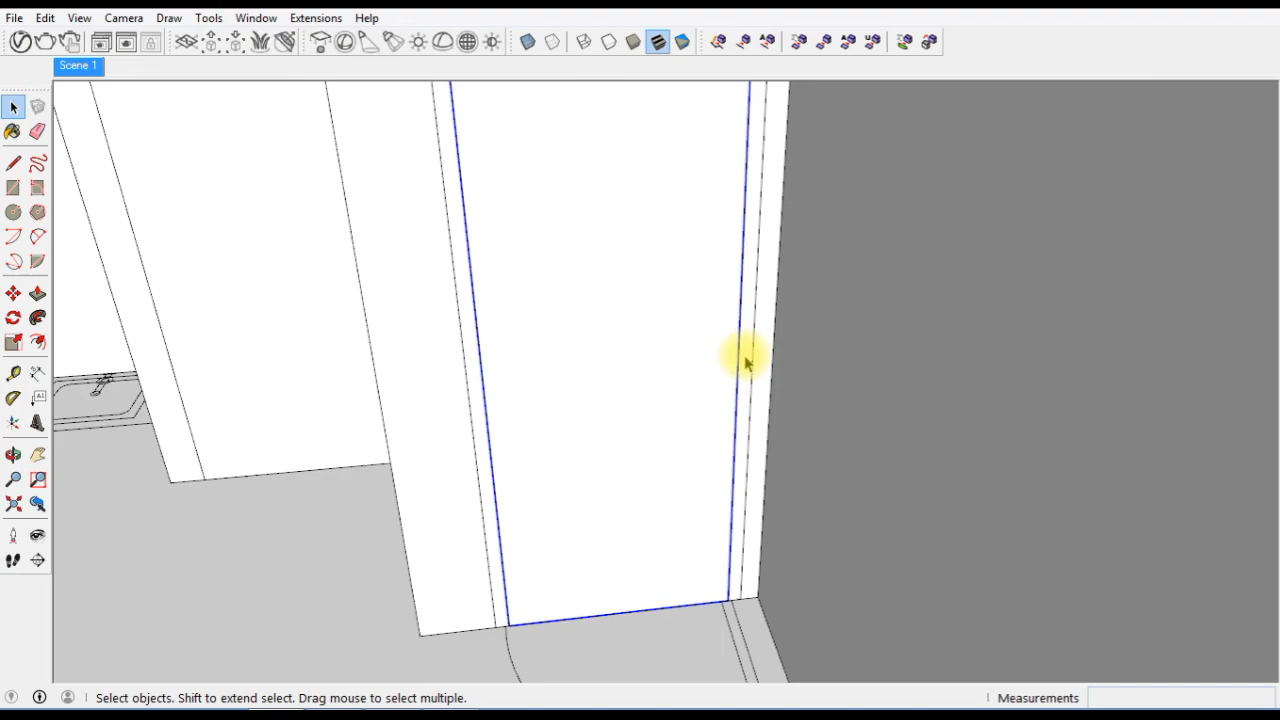 File Edit View Camera Draw Tools Window Extensions Help
Scene 1
Select objects. Shift to extend select. Drag mouse to select multiple.
Measurements